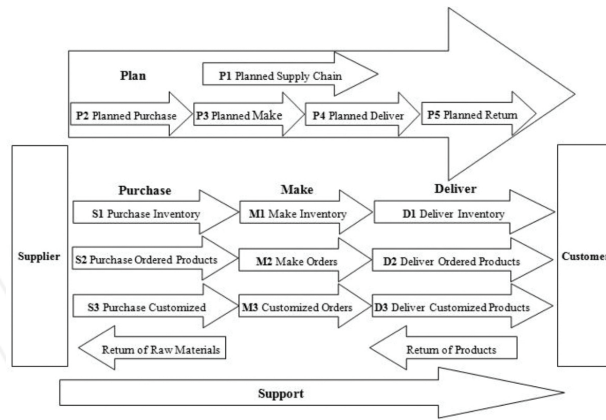 Plan
P1 Planned Supply Chain
P2 Planned Purchase
P3 Planned Make
P4 Planned Deliver
P5 Planned Return
Supplier
Customer
Purchase
Make
Deliver
S1 Purchase Inventory
M1 Make Inventory
D1 Deliver Inventory
S2 Purchase Ordered Products
M2 Make Orders
D2 Deliver Ordered Products
S3 Purchase Customized
M3 Customized Orders
D3 Deliver Customized Products
Return of Raw Materials
Return of Products
Support